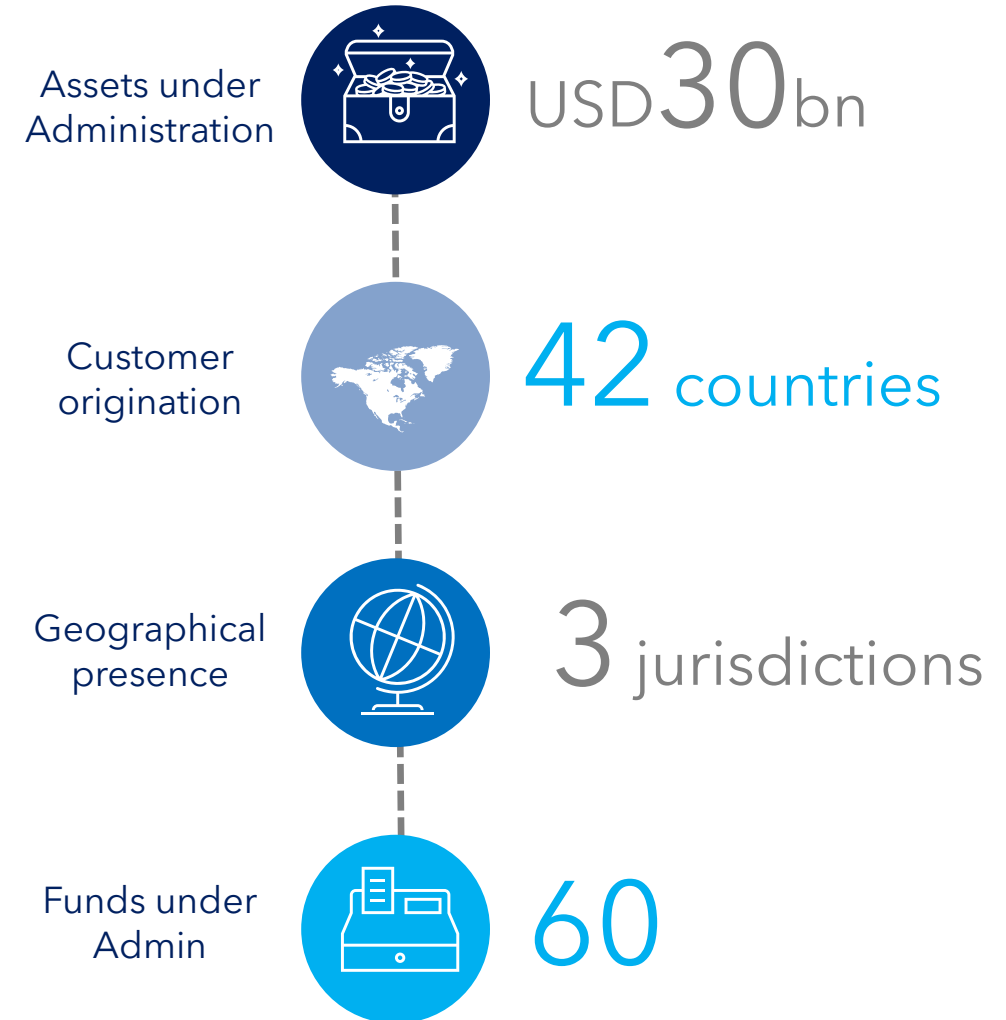 Assets under
Administration
USD30bn
Customer
origination
42 countries
Geographical
presence
3 jurisdictions
Funds under
Admin
60